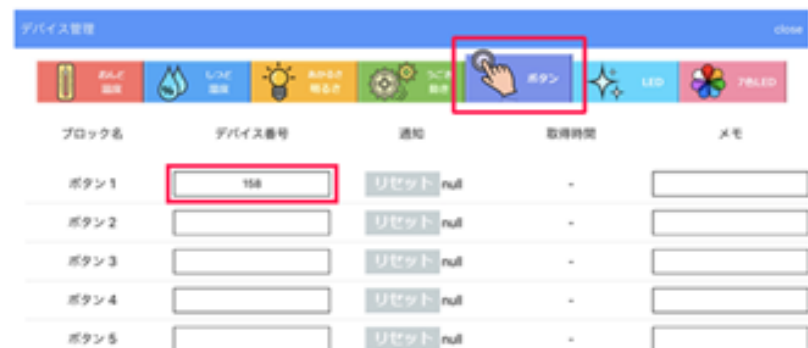 デバイス管理 close
おんど 温度 しつど 湿度 あかるさ 明るさ うごき 動き ボタン LED 7色LED
ブロック名 デバイス番号 通知 取得時間 メモ
ボタン 1 158 リセット null -
ボタン 2 リセット null -
ボタン 3 リセット null -
ボタン 4 リセット null -
ボタン 5 リセット null -